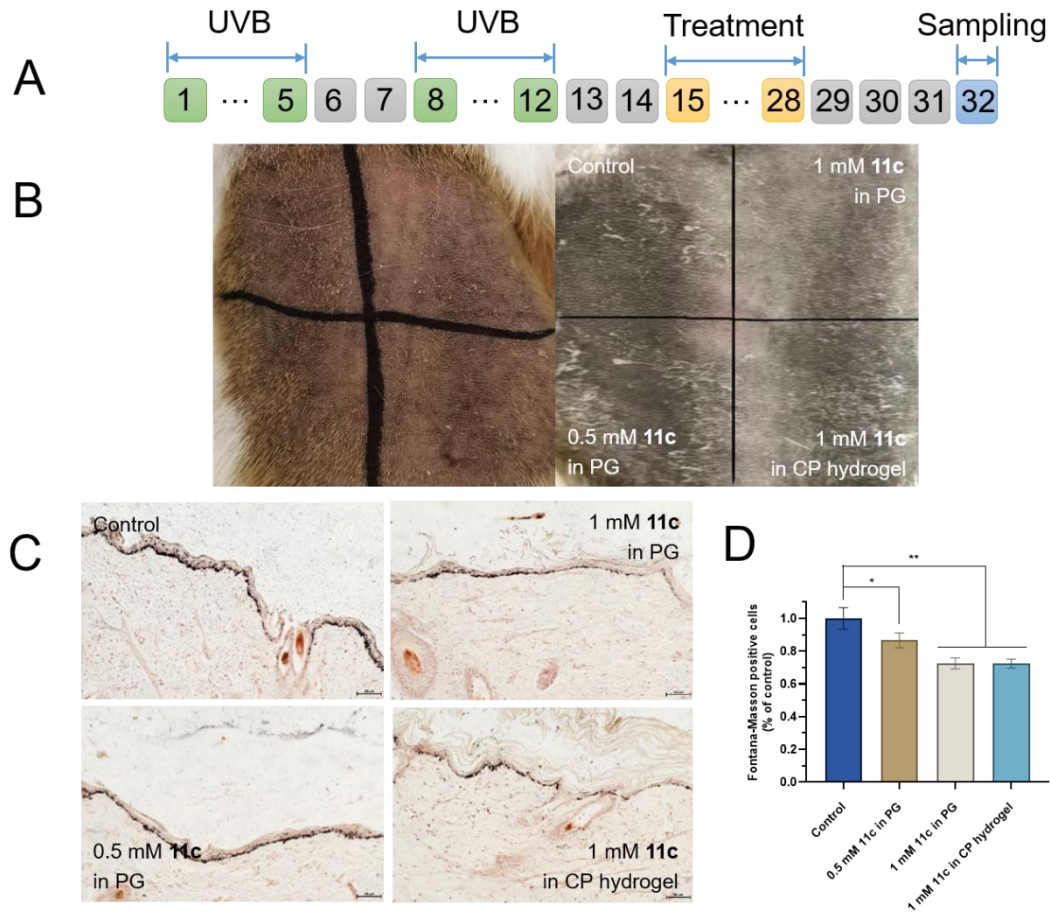 UVB
UVB
Treatment
Sampling
A
1 ... 5 6 7 8 ... 12 13 14 15 ... 28 29 30 31 32
B
Control
1 mM 11c
in PG
0.5 mM 11c
in PG
1 mM 11c
in CP hydrogel
C
Control
1 mM 11c
in PG
0.5 mM 11c
in PG
1 mM 11c
in CP hydrogel
D
Fontana-Masson positive cells
(% of control)
**
*
1.0
0.8
0.6
0.4
0.2
0.0
Control
0.5 mM 11c in PG
1 mM 11c in PG
1 mM 11c in CP hydrogel